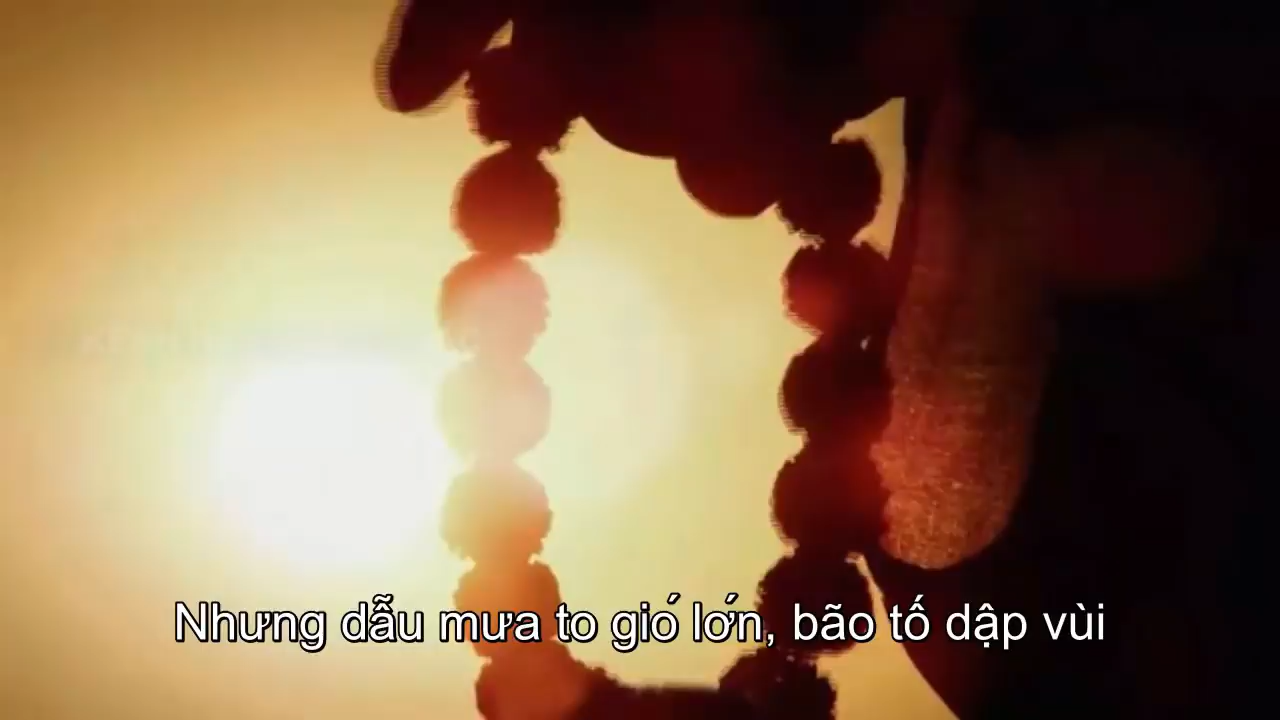 Nhưng dẫu mưa to gió lớn, bão tố dập vùi